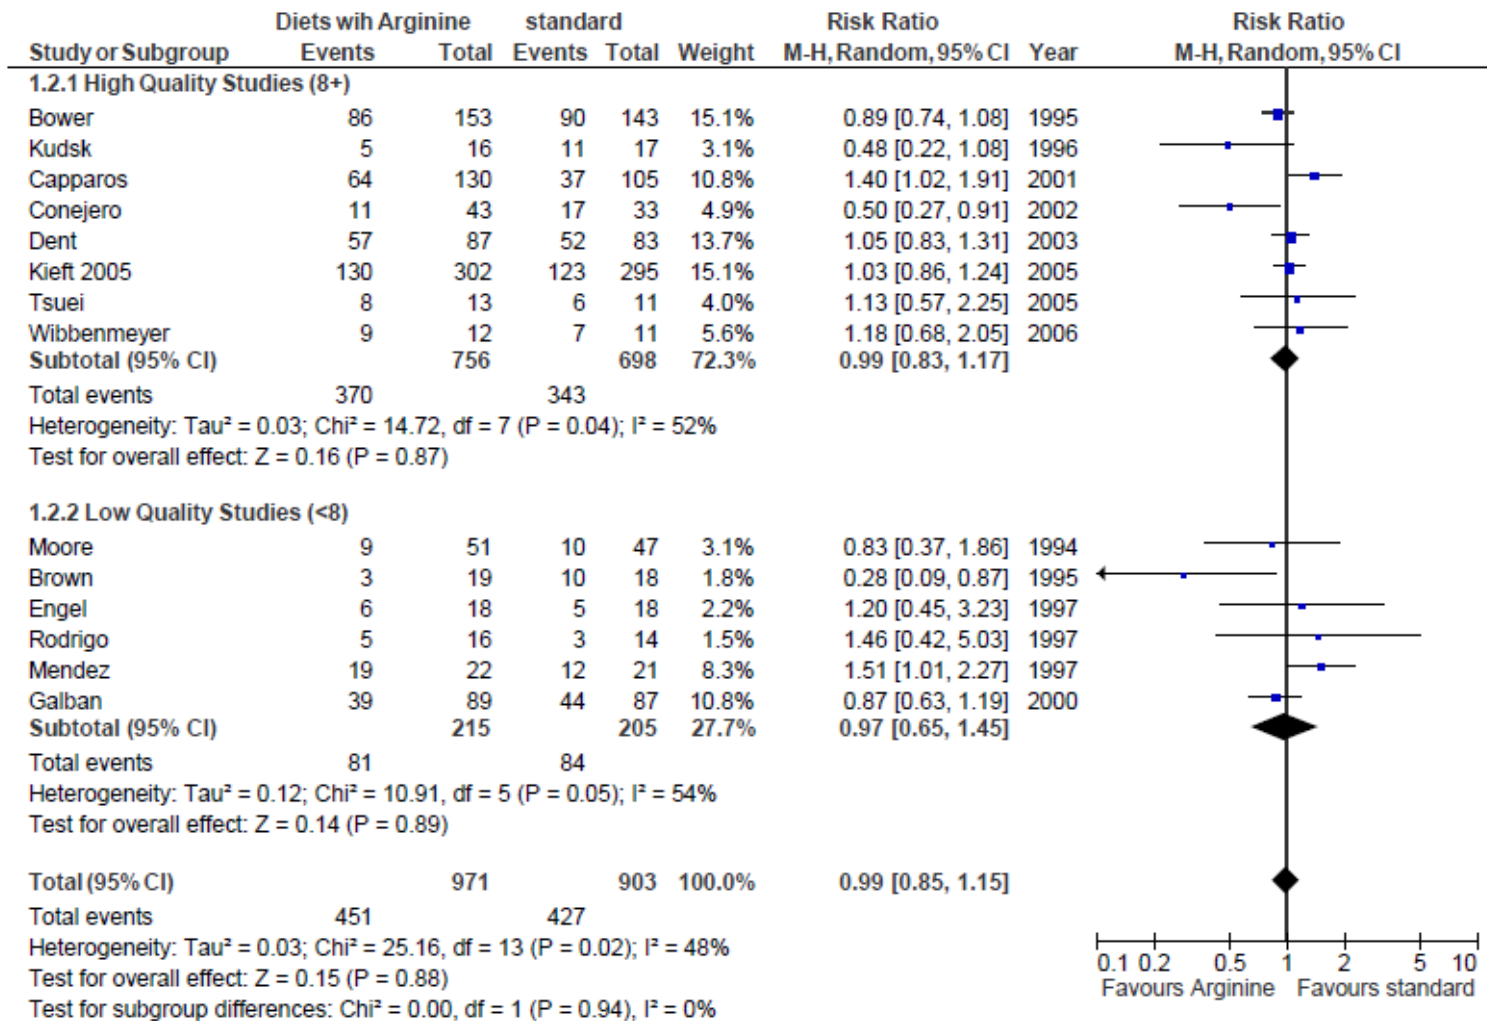 Diets wih Arginine standard Risk Ratio Risk Ratio
Study or Subgroup Events Total Events Total Weight M-H, Random, 95% CI Year M-H, Random, 95% CI
1.2.1 High Quality Studies (8+)
Bower 86 153 90 143 15.1% 0.89 [0.74, 1.08] 1995
Kudsk 5 16 11 17 3.1% 0.48 [0.22, 1.08] 1996
Capparos 64 130 37 105 10.8% 1.40 [1.02, 1.91] 2001
Conejero 11 43 17 33 4.9% 0.50 [0.27, 0.91] 2002
Dent 57 87 52 83 13.7% 1.05 [0.83, 1.31] 2003
Kieft 2005 130 302 123 295 15.1% 1.03 [0.86, 1.24] 2005
Tsuei 8 13 6 11 4.0% 1.13 [0.57, 2.25] 2005
Wibbenmeyer 9 12 7 11 5.6% 1.18 [0.68, 2.05] 2006
Subtotal (95% CI) 756 698 72.3% 0.99 [0.83, 1.17]
Total events 370 343
Heterogeneity: Tau² = 0.03; Chi² = 14.72, df = 7 (P = 0.04); I² = 52%
Test for overall effect: Z = 0.16 (P = 0.87)
1.2.2 Low Quality Studies (<8)
Moore 9 51 10 47 3.1% 0.83 [0.37, 1.86] 1994
Brown 3 19 10 18 1.8% 0.28 [0.09, 0.87] 1995
Engel 6 18 5 18 2.2% 1.20 [0.45, 3.23] 1997
Rodrigo 5 16 3 14 1.5% 1.46 [0.42, 5.03] 1997
Mendez 19 22 12 21 8.3% 1.51 [1.01, 2.27] 1997
Galban 39 89 44 87 10.8% 0.87 [0.63, 1.19] 2000
Subtotal (95% CI) 215 205 27.7% 0.97 [0.65, 1.45]
Total events 81 84
Heterogeneity: Tau² = 0.12; Chi² = 10.91, df = 5 (P = 0.05); I² = 54%
Test for overall effect: Z = 0.14 (P = 0.89)
Total (95% CI) 971 903 100.0% 0.99 [0.85, 1.15]
Total events 451 427
Heterogeneity: Tau² = 0.03; Chi² = 25.16, df = 13 (P = 0.02); I² = 48%
Test for overall effect: Z = 0.15 (P = 0.88)
Test for subgroup differences: Chi² = 0.00, df = 1 (P = 0.94), I² = 0%
0.1 0.2 0.5 1 2 5 10
Favours Arginine Favours standard